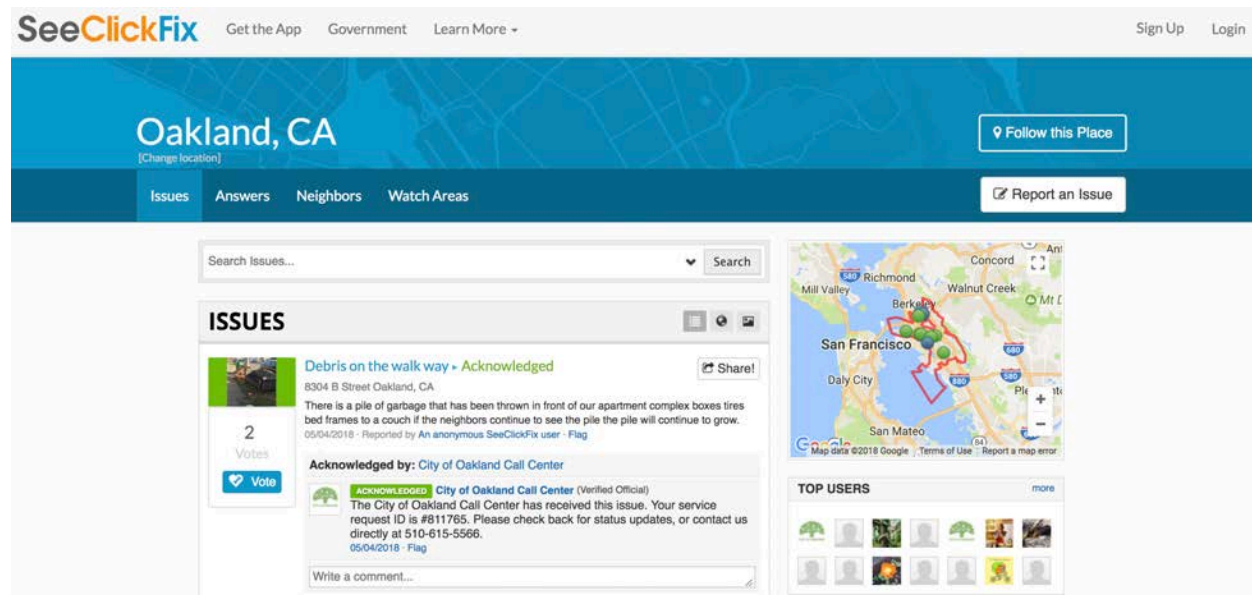 SeeClickFix Get the App Government Learn More Sign Up Login
Oakland, CA
[Change location]
Follow this Place
Issues Answers Neighbors Watch Areas
Report an Issue
Search Issues... Search
ISSUES
Debris on the walk way Acknowledged
Share!
8304 B Street Oakland, CA
There is a pile of garbage that has been thrown in front of our apartment complex boxes tires
bed frames to a couch if the neighbors continue to see the pile the pile will continue to grow.
05/04/2018 · Reported by An anonymous SeeClickFix user · Flag
2
Votes
Vote
Acknowledged by: City of Oakland Call Center
ACKNOWLEDGED City of Oakland Call Center (Verified Official)
The City of Oakland Call Center has received this issue. Your service
request ID is #811765. Please check back for status updates, or contact us
directly at 510-615-5566.
05/04/2018 · Flag
Write a comment...
Concord
580 Richmond
Mill Valley
Walnut Creek
Berkeley
San Francisco
680
Daly City
880
580
San Mateo
84
Google Map data ©2018 Google Terms of Use Report a map error
TOP USERS more